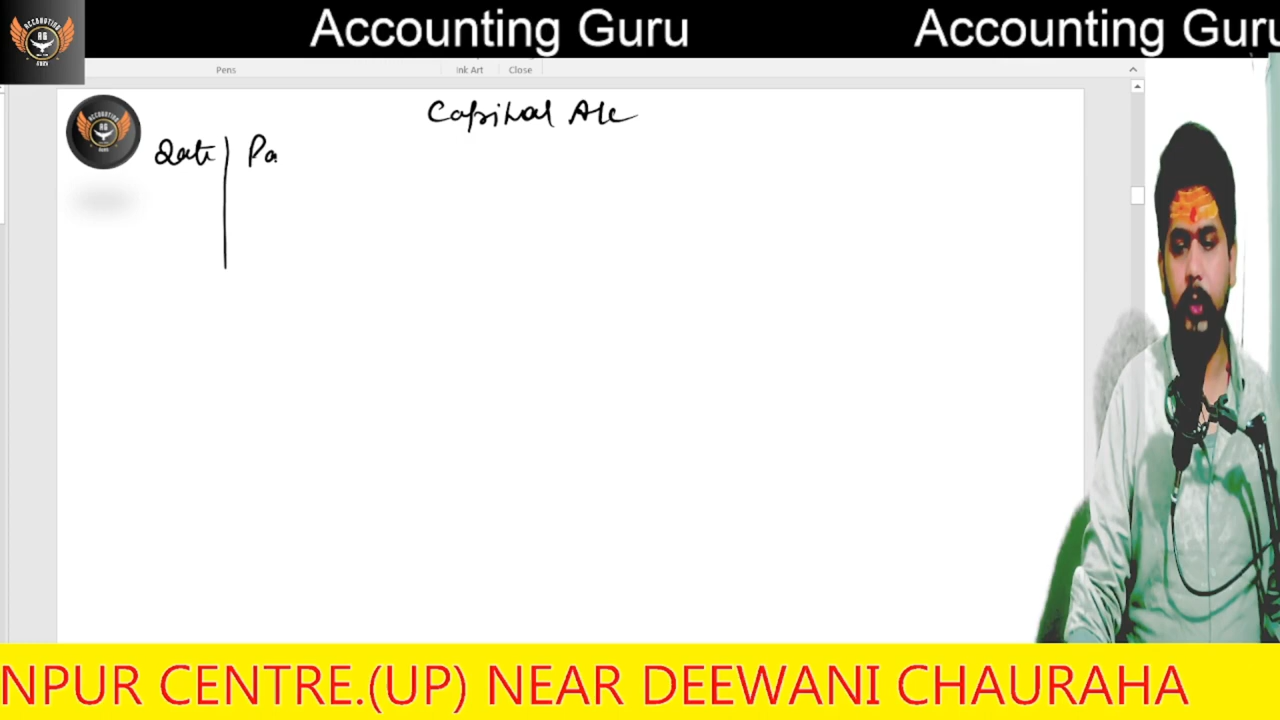 Accounting Guru Accounting Guru
Pens Ink Art Close
Capital A/c
Date Pa
NPUR CENTRE.(UP) NEAR DEEWANI CHAURAHA